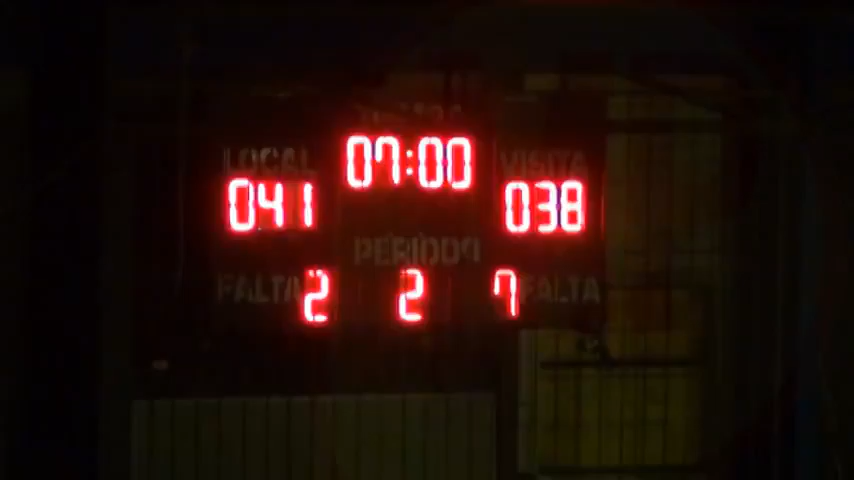 07:00
LOCAL VISITA
041 038
PERIODO
FALTA 2 2 7 FALTA